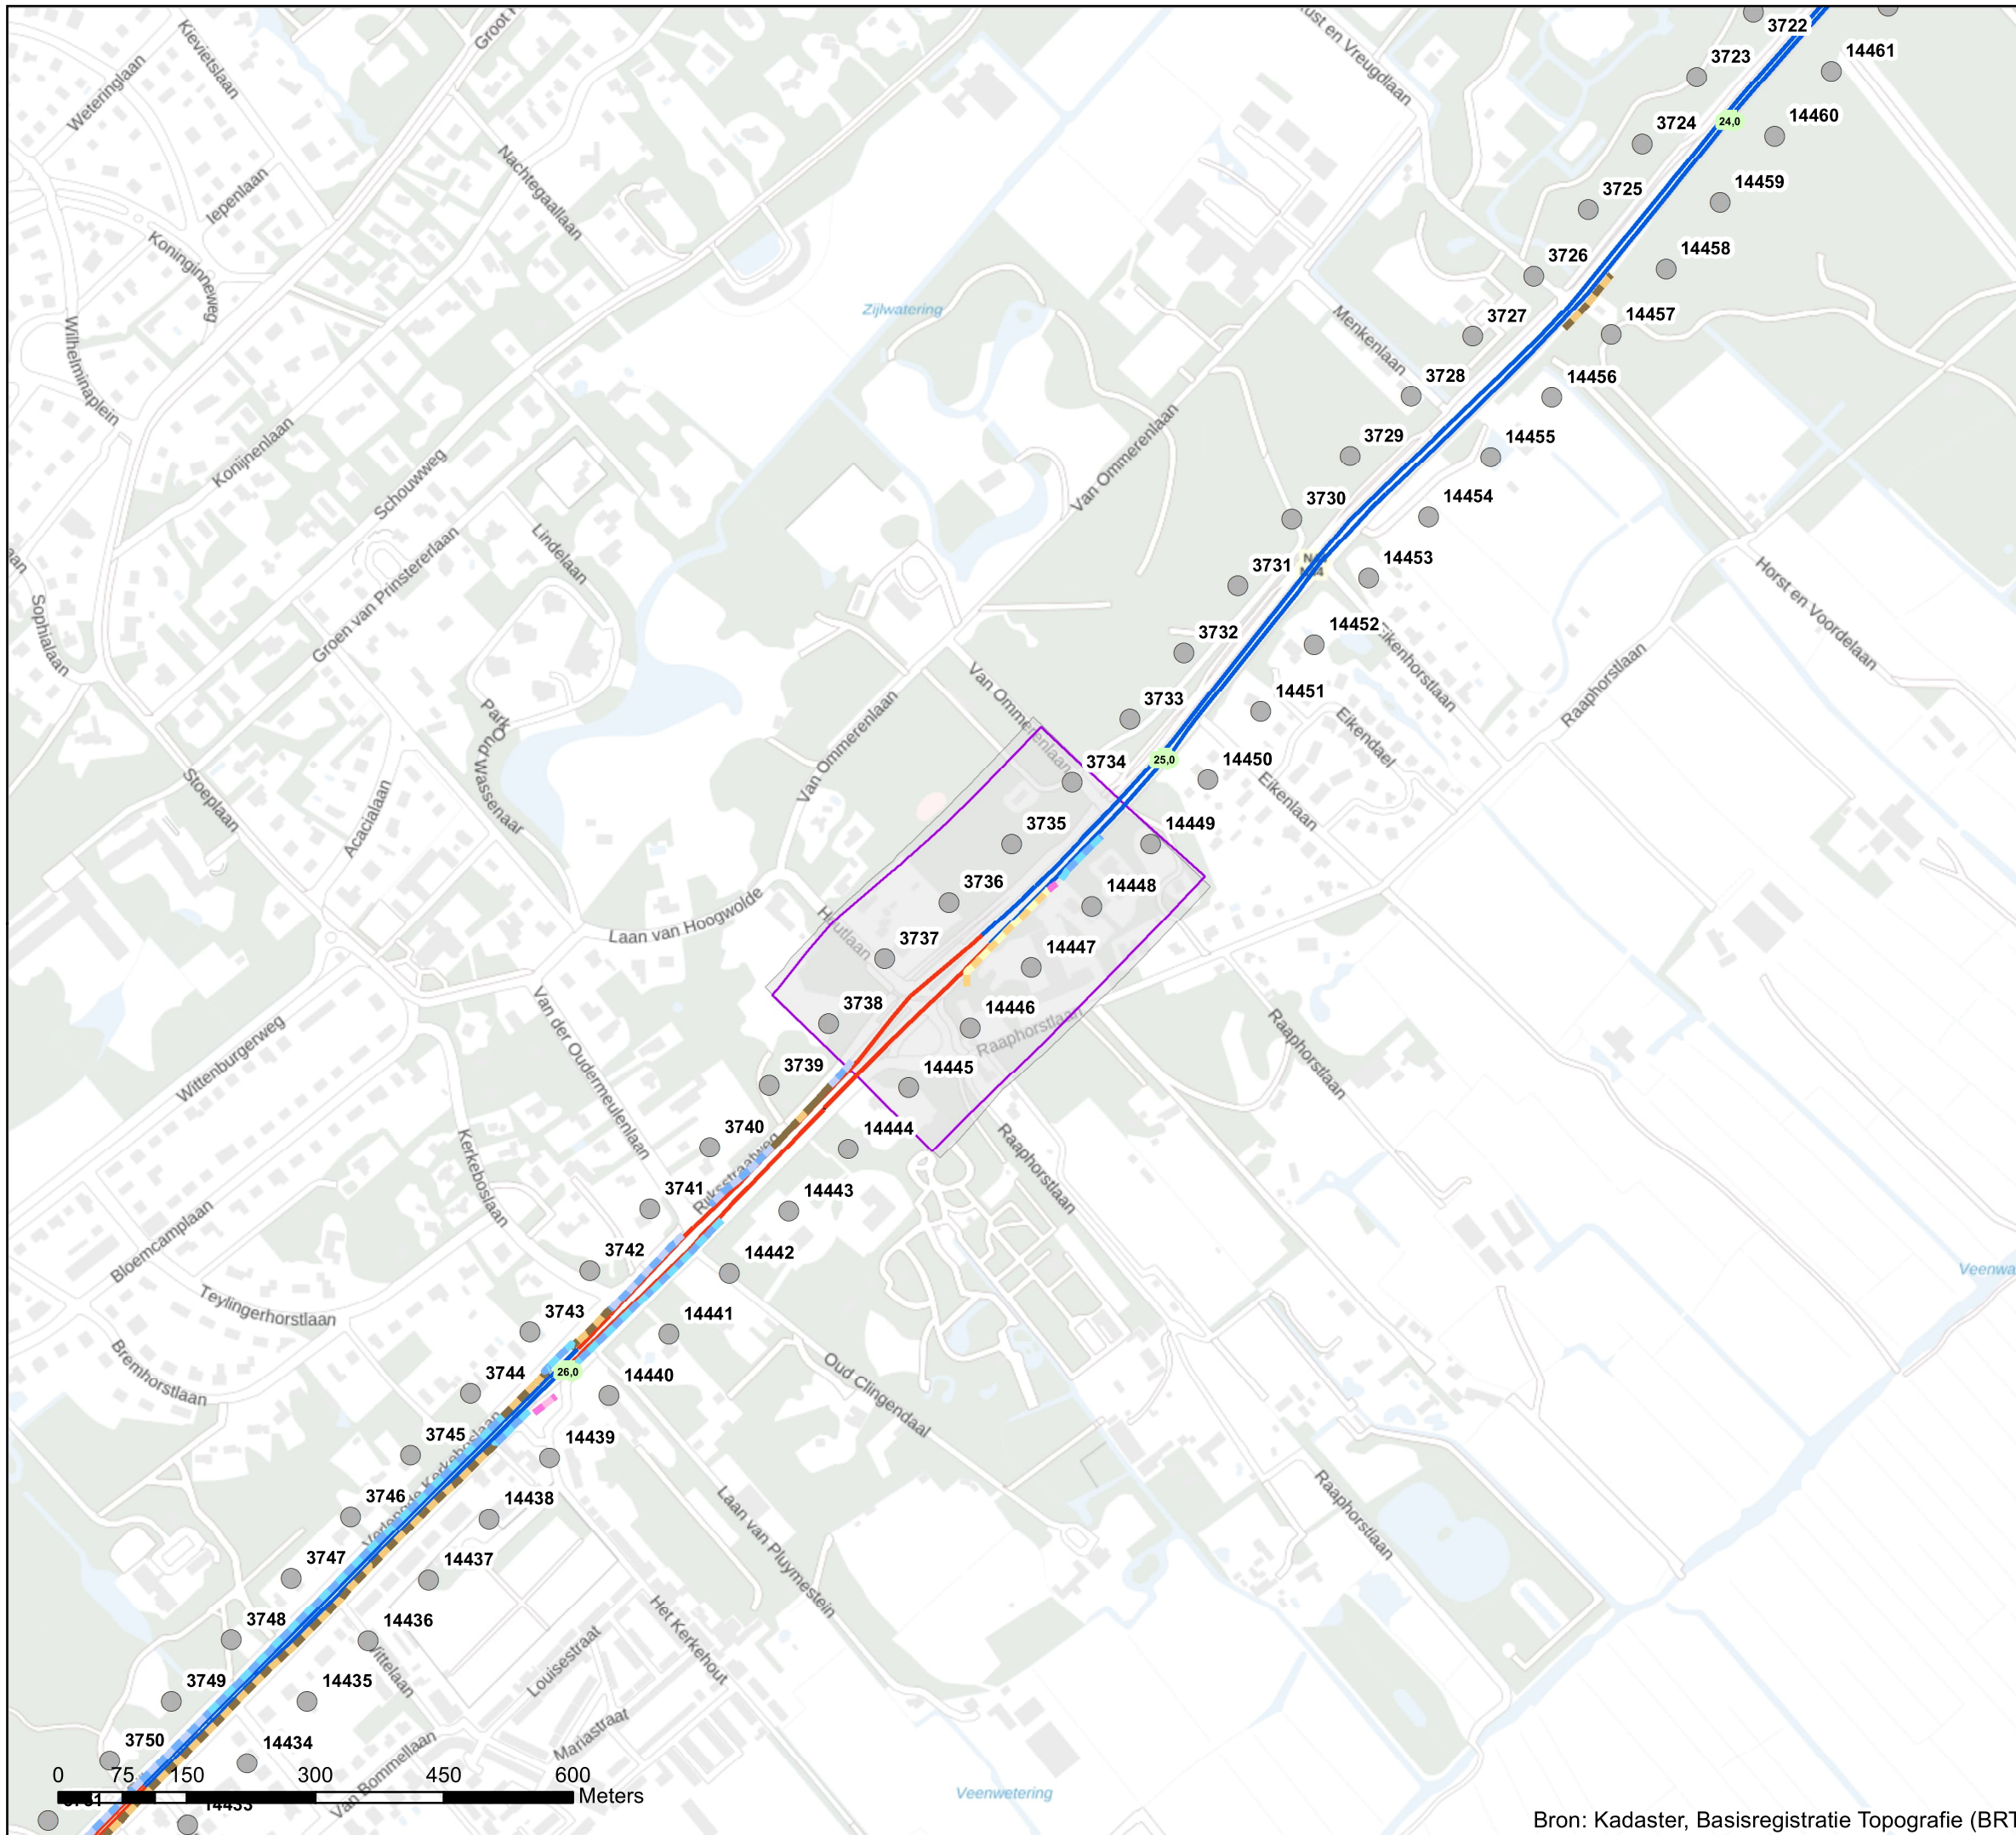 3722
14461
3723
24,0
14460
3724
14459
3725
14458
3726
14457
3727
14456
3728
14455
3729
14454
3730
14453
3731
14452
3732
14451
3733
25,0
14450
3734
14449
3735
14448
3736
14447
3737
14446
3738
14445
3739
14444
3740
14443
3741
14442
3742
14441
3743
26,0
14440
3744
14439
3745
14438
3746
14437
3747
14436
3748
14435
3749
14434
3750
Kievietslaan
Weteringlaan
Iepenlaan
Koninginneweg
Wilhelminaplein
Nachtegaallaan
Konijnenlaan
Schouwweg
Lindelaan
Groen van Prinstererlaan
Sophialaan
Stoeplaan
Acacialaan
Park
Oud Wassenaar
Zijlwatering
Menkenlaan
Van Ommerenlaan
Van Ommerenlaan
Van Ommerenlaan
Horst en Voordelaan
Raaphorstlaan
Eikenhorstlaan
Eikendael
Eikenlaan
Laan van Hoogwolde
Houtlaan
Raaphorstlaan
Raaphorstlaan
Raaphorstlaan
Raaphorstlaan
Van der Oudermeulenlaan
Wittenburgerweg
Kerkeboslaan
Rijksstraatweg
Bloemcamplaan
Teylingerhorstlaan
Bremhorstlaan
Verlengde Kerkeboslaan
Oud Clingendaal
Laan van Pluymestein
Het Kerkehout
Louisestraat
Mariastraat
Van Bommellaan
Veenwetering
0 75 150 300 450 600
Meters
Bron: Kadaster, Basisregistratie Topografie (BRT